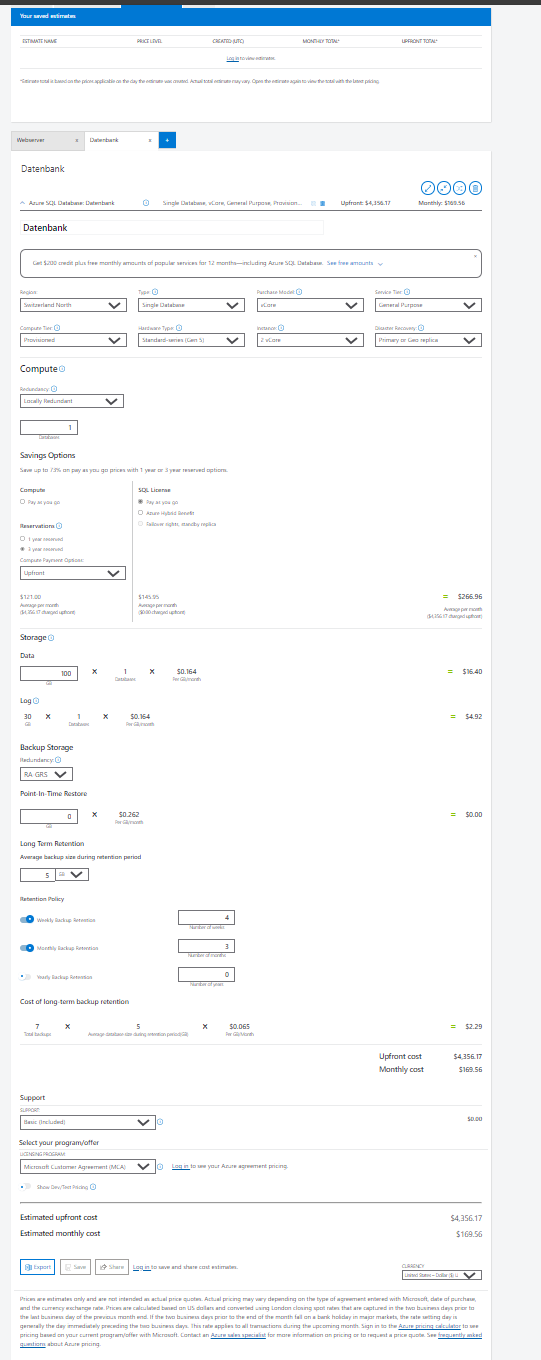 Your saved estimates
ESTIMATE NAME PRICE LEVEL CREATED (UTC) MONTHLY TOTAL* UPFRONT TOTAL*
Log in to view estimates
*Estimate total is based on the prices applicable on the day the estimate was created. Actual total estimate may vary. Open the estimate again to view the total with the latest pricing.
Webserver x Datenbank x +
Datenbank
Azure SQL Database: Datenbank Single Database, vCore, General Purpose, Provision... Upfront: $4,356.17 Monthly: $169.56
Datenbank
Get $200 credit plus free monthly amounts of popular services for 12 months—including Azure SQL Database. See free amounts
Region: Type: Purchase Model: Service Tier:
Switzerland North Single Database vCore General Purpose
Compute Tier: Hardware Type: Instance: Disaster Recovery:
Provisioned Standard-series (Gen 5) 2 vCore Primary or Geo replica
Compute
Redundancy:
Locally Redundant
1
Databases
Savings Options
Save up to 73% on pay as you go prices with 1 year or 3 year reserved options.
Compute SQL License
Pay as you go Pay as you go
Azure Hybrid Benefit
Reservations Failover rights, standby replica
1 year reserved
3 year reserved
Compute Payment Options:
Upfront
$121.00 $145.95 = $266.96
Average per month Average per month Average per month
($4,356.17 charged upfront) ($0.00 charged upfront) ($4,356.17 charged upfront)
Storage
Data
100 × 1 × $0.164 = $16.40
GB Databases Per GB/month
Log
30 × 1 × $0.164 = $4.92
GB Databases Per GB/month
Backup Storage
Redundancy:
RA-GRS
Point-In-Time Restore
0 × $0.262 = $0.00
GB Per GB/month
Long Term Retention
Average backup size during retention period
5 GB
Retention Policy
Weekly Backup Retention 4
Number of weeks
Monthly Backup Retention 3
Number of months
Yearly Backup Retention 0
Number of years
Cost of long-term backup retention
7 × 5 × $0.065 = $2.29
Total backups Average database size during retention period(GB) Per GB/Month
Upfront cost $4,356.17
Monthly cost $169.56
Support
SUPPORT:
Basic (Included) $0.00
Select your program/offer
LICENSING PROGRAM:
Microsoft Customer Agreement (MCA) Log in to see your Azure agreement pricing.
Show Dev/Test Pricing
Estimated upfront cost $4,356.17
Estimated monthly cost $169.56
Export Save Share Log in to save and share cost estimates.
CURRENCY:
United States – Dollar ($) U
Prices are estimates only and are not intended as actual price quotes. Actual pricing may vary depending on the type of agreement entered with Microsoft, date of purchase,
and the currency exchange rate. Prices are calculated based on US dollars and converted using London closing spot rates that are captured in the two business days prior to
the last business day of the previous month end. If the two business days prior to the end of the month fall on a bank holiday in major markets, the rate setting day is
generally the day immediately preceding the two business days. This rate applies to all transactions during the upcoming month. Sign in to the Azure pricing calculator to see
pricing based on your current program/offer with Microsoft. Contact an Azure sales specialist for more information on pricing or to request a price quote. See frequently asked
questions about Azure pricing.